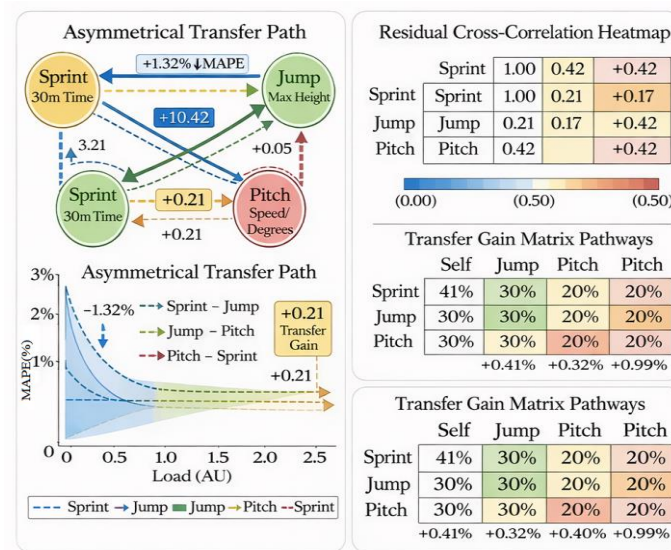 Asymmetrical Transfer Path
+1.32% ↓ MAPE
Sprint
30m Time
Jump
Max Height
+10.42
3.21
+0.05
Sprint
30m Time
+0.21
Pitch
Speed/
Degrees
+0.21
Asymmetrical Transfer Path
3%
2%
1%
0
MAPE(%)
−1.32%
Sprint – Jump
Jump – Pitch
Pitch – Sprint
+0.21
Transfer
Gain
+0.21
0 0.5 1.0 1.5 2.0 2.5
Load (AU)
Sprint Jump Jump Pitch Sprint
Residual Cross-Correlation Heatmap
Sprint 1.00 0.42 +0.42
Sprint Sprint 1.00 0.21 +0.17
Jump Jump 0.21 0.17 +0.42
Pitch Pitch 0.42 +0.42
(0.00) 0.50) (0.50)
Transfer Gain Matrix Pathways
Self Jump Pitch Pitch
Sprint 41% 30% 20% 20%
Jump 30% 30% 20% 20%
Pitch 30% 30% 20% 20%
+0.41% +0.32% +0.99%
Transfer Gain Matrix Pathways
Self Jump Pitch Pitch
Sprint 41% 30% 20% 20%
Jump 30% 30% 20% 20%
Pitch 30% 30% 20% 20%
+0.41% +0.32% +0.40% +0.99%